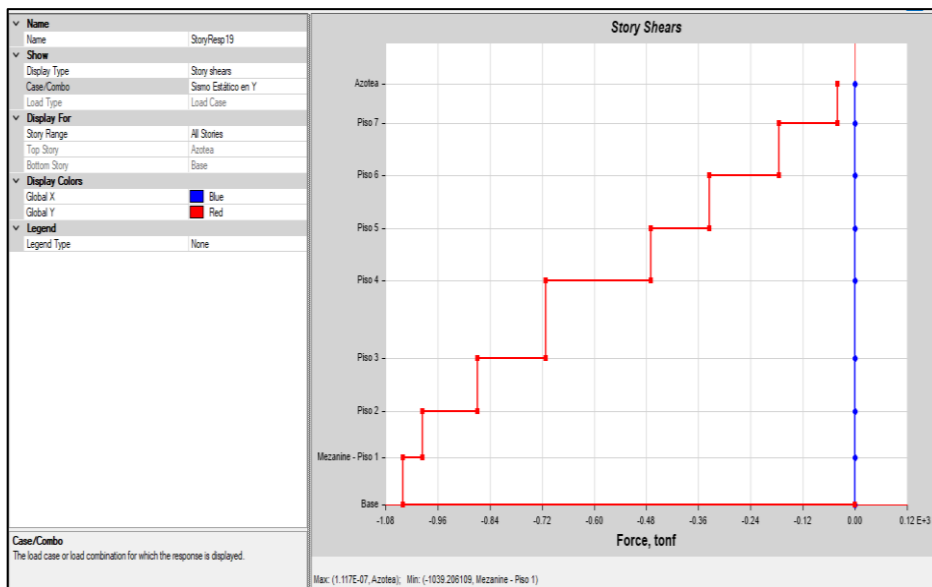 Name
Name StoryResp19
Show
Display Type Story shears
Case/Combo Sismo Estático en Y
Load Type Load Case
Display For
Story Range All Stories
Top Story Azotea
Bottom Story Base
Display Colors
Global X Blue
Global Y Red
Legend
Legend Type None
Case/Combo
The load case or load combination for which the response is displayed.
Story Shears
Azotea
Piso 7
Piso 6
Piso 5
Piso 4
Piso 3
Piso 2
Mezanine - Piso 1
Base
-1.08 -0.96 -0.84 -0.72 -0.60 -0.48 -0.36 -0.24 -0.12 0.00 0.12 E+3
Force, tonf
Max: (1.117E-07, Azotea); Min: (-1039.206109, Mezanine - Piso 1)